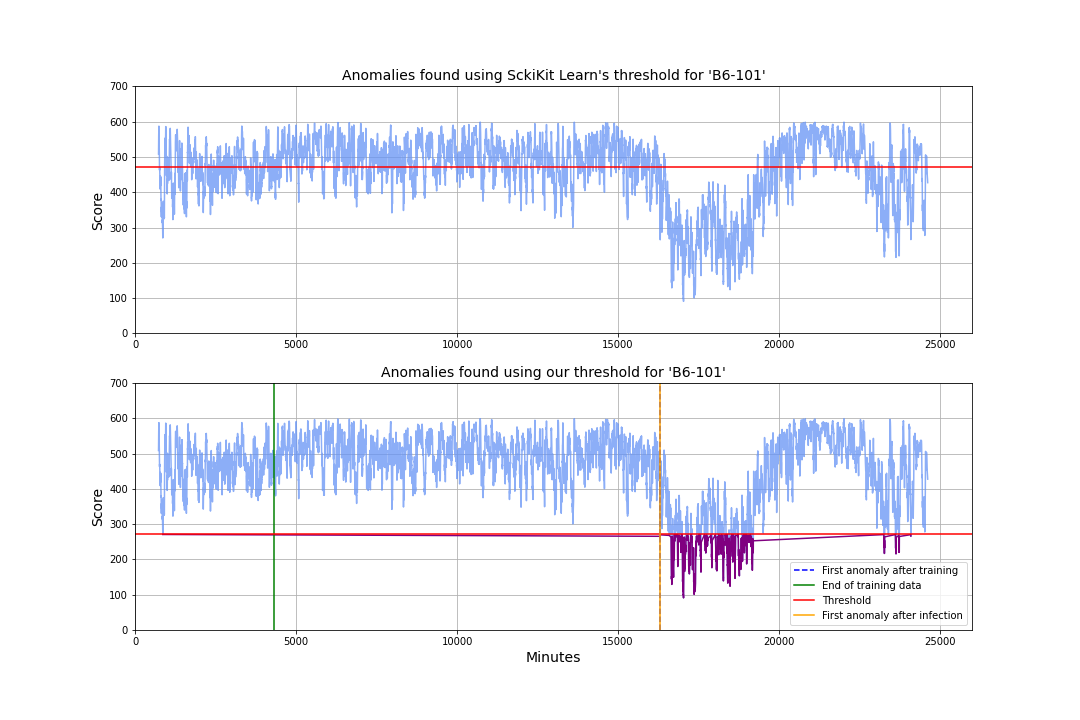 Anomalies found using SckiKit Learn's threshold for 'B6-101'
700
600
500
400
300
200
100
0
Score
0 5000 10000 15000 20000 25000
Anomalies found using our threshold for 'B6-101'
700
600
500
400
300
200
100
0
Score
First anomaly after training
End of training data
Threshold
First anomaly after infection
0 5000 10000 15000 20000 25000
Minutes